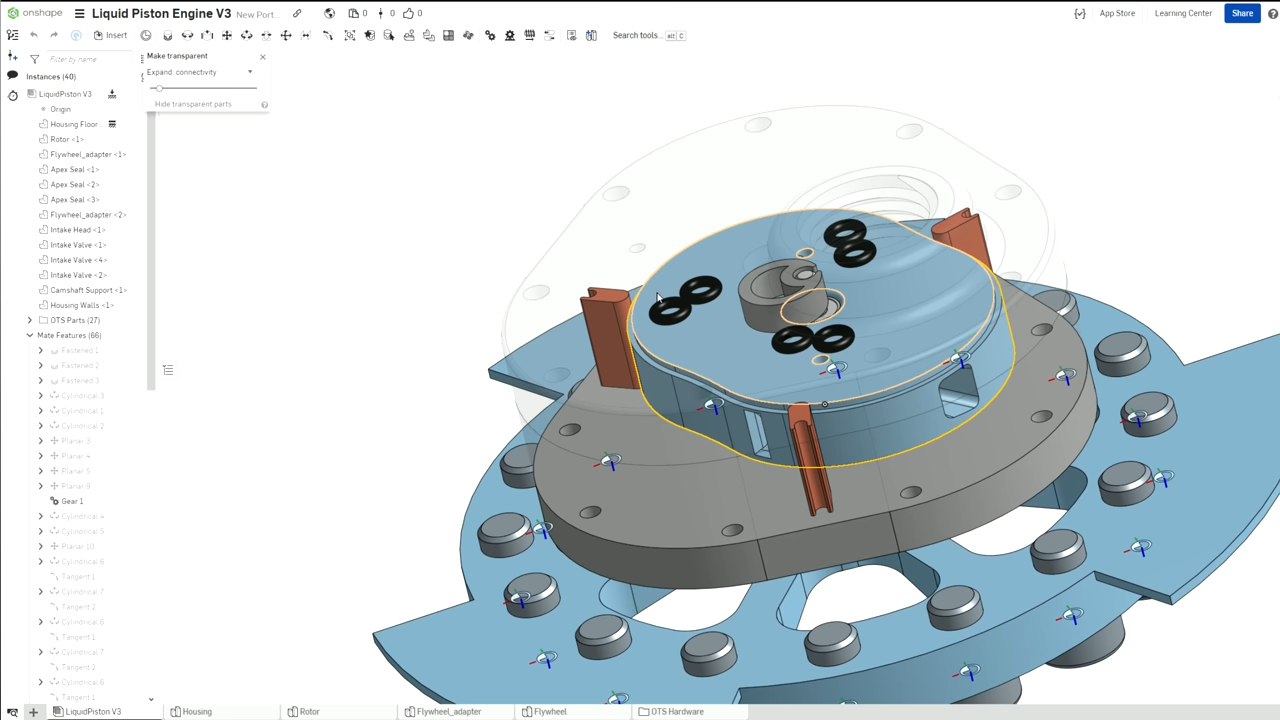 onshape
Liquid Piston Engine V3
New Port...
0
0
0
App Store
Learning Center
Share
Insert
Search tools...
alt
C
Filter by name
Instances (40)
LiquidPiston V3
Origin
Housing Floor
Rotor <1>
Flywheel_adapter <1>
Apex Seal <1>
Apex Seal <2>
Apex Seal <3>
Flywheel_adapter <2>
Intake Head <1>
Intake Valve <1>
Intake Valve <4>
Intake Valve <2>
Camshaft Support <1>
Housing Walls <1>
OTS Parts (27)
Mate Features (66)
Fastened 1
Fastened 2
Fastened 3
Cylindrical 3
Cylindrical 1
Cylindrical 2
Planar 3
Planar 4
Planar 5
Planar 9
Gear 1
Cylindrical 4
Cylindrical 5
Planar 10
Cylindrical 6
Tangent 1
Cylindrical 7
Tangent 2
Cylindrical 6
Tangent 1
Cylindrical 7
Tangent 2
Cylindrical 6
Tangent 1
Make transparent
Expand connectivity
Hide transparent parts
LiquidPiston V3
Housing
Rotor
Flywheel_adapter
Flywheel
OTS Hardware